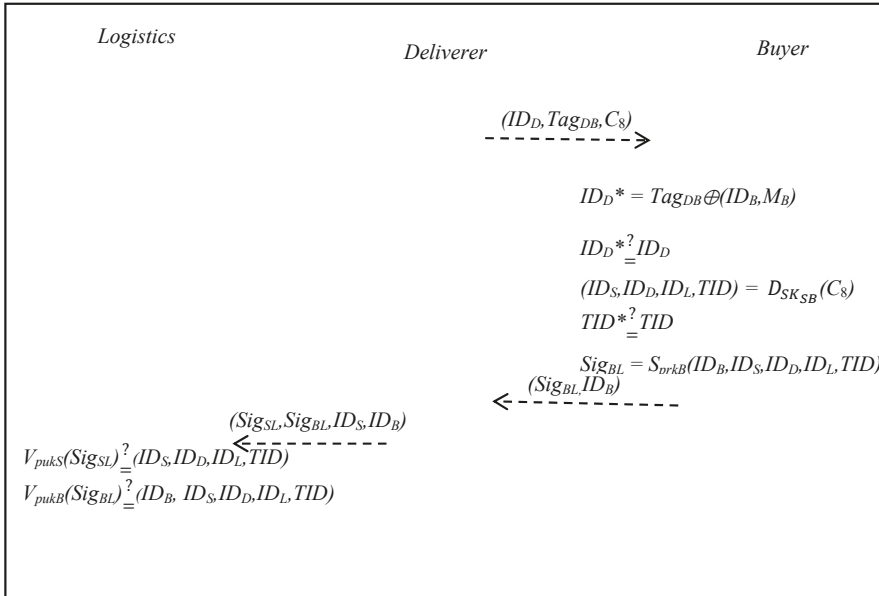 Logistics
Deliverer
Buyer
(ID_D,Tag_DB,C_8)
ID_D* = Tag_DB⊕(ID_B,M_B)
ID_D*≟ID_D
(ID_S,ID_D,ID_L,TID) = D_SK_SB(C_8)
TID*≟TID
Sig_BL = S_prkB(ID_B,ID_S,ID_D,ID_L,TID)
(Sig_BL,ID_B)
(Sig_SL,Sig_BL,ID_S,ID_B)
V_pukS(Sig_SL)≟(ID_S,ID_D,ID_L,TID)
V_pukB(Sig_BL)≟(ID_B, ID_S,ID_D,ID_L,TID)